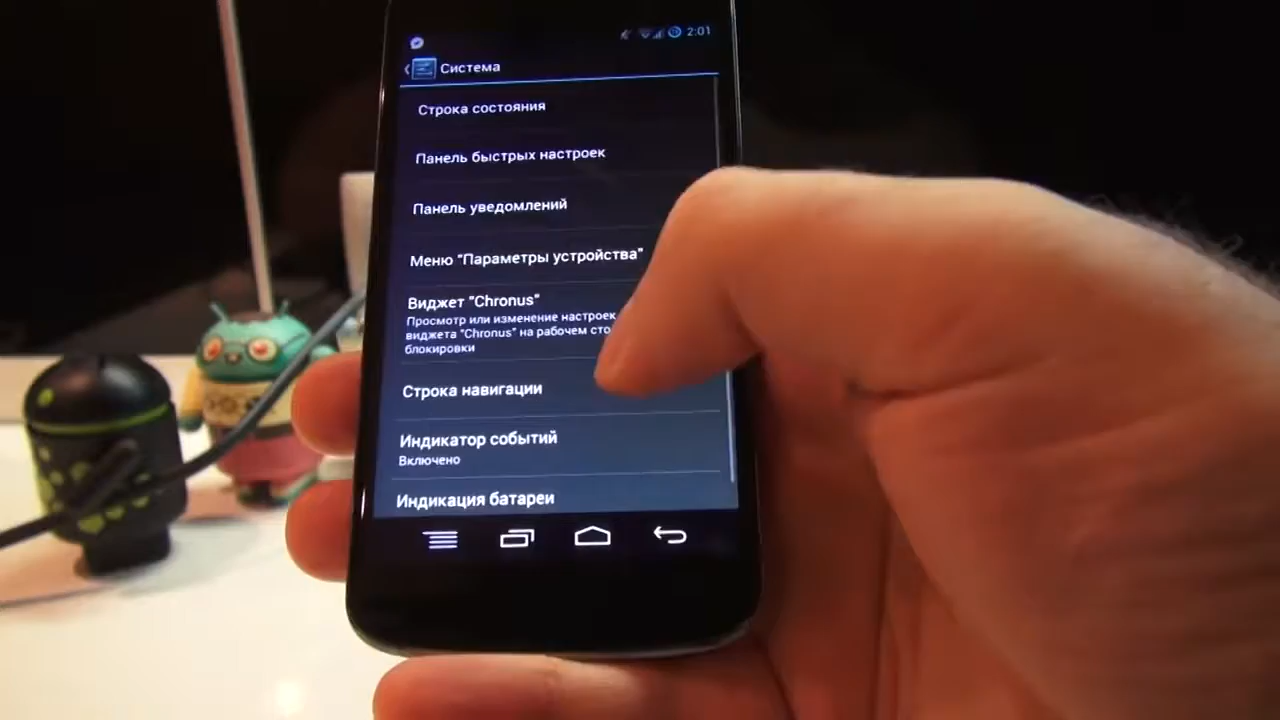 2:01
Система
Строка состояния
Панель быстрых настроек
Панель уведомлений
Меню "Параметры устройства"
Виджет "Chronus"
Просмотр или изменение настроек
виджета "Chronus" на рабочем сто
блокировки
Строка навигации
Индикатор событий
Включено
Индикация батареи